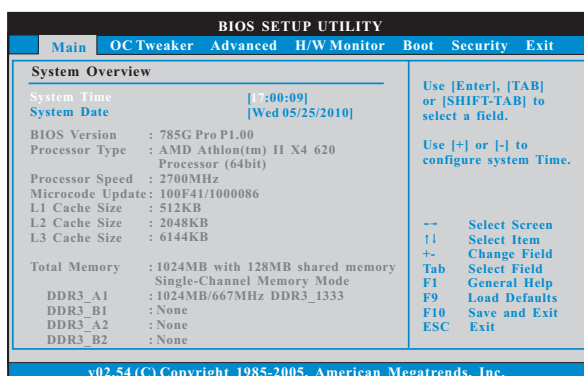 BIOS SETUP UTILITY
Main OC Tweaker Advanced H/W Monitor Boot Security Exit
System Overview
System Time [17:00:09]
System Date [Wed 05/25/2010]
BIOS Version : 785G Pro P1.00
Processor Type : AMD Athlon(tm) II X4 620
Processor (64bit)
Processor Speed : 2700MHz
Microcode Update : 100F41/1000086
L1 Cache Size : 512KB
L2 Cache Size : 2048KB
L3 Cache Size : 6144KB
Total Memory : 1024MB with 128MB shared memory
Single-Channel Memory Mode
DDR3_A1 : 1024MB/667MHz DDR3_1333
DDR3_B1 : None
DDR3_A2 : None
DDR3_B2 : None
Use [Enter], [TAB]
or [SHIFT-TAB] to
select a field.
Use [+] or [-] to
configure system Time.
←→ Select Screen
↑↓ Select Item
+- Change Field
Tab Select Field
F1 General Help
F9 Load Defaults
F10 Save and Exit
ESC Exit
v02.54 (C) Copyright 1985-2005, American Megatrends, Inc.